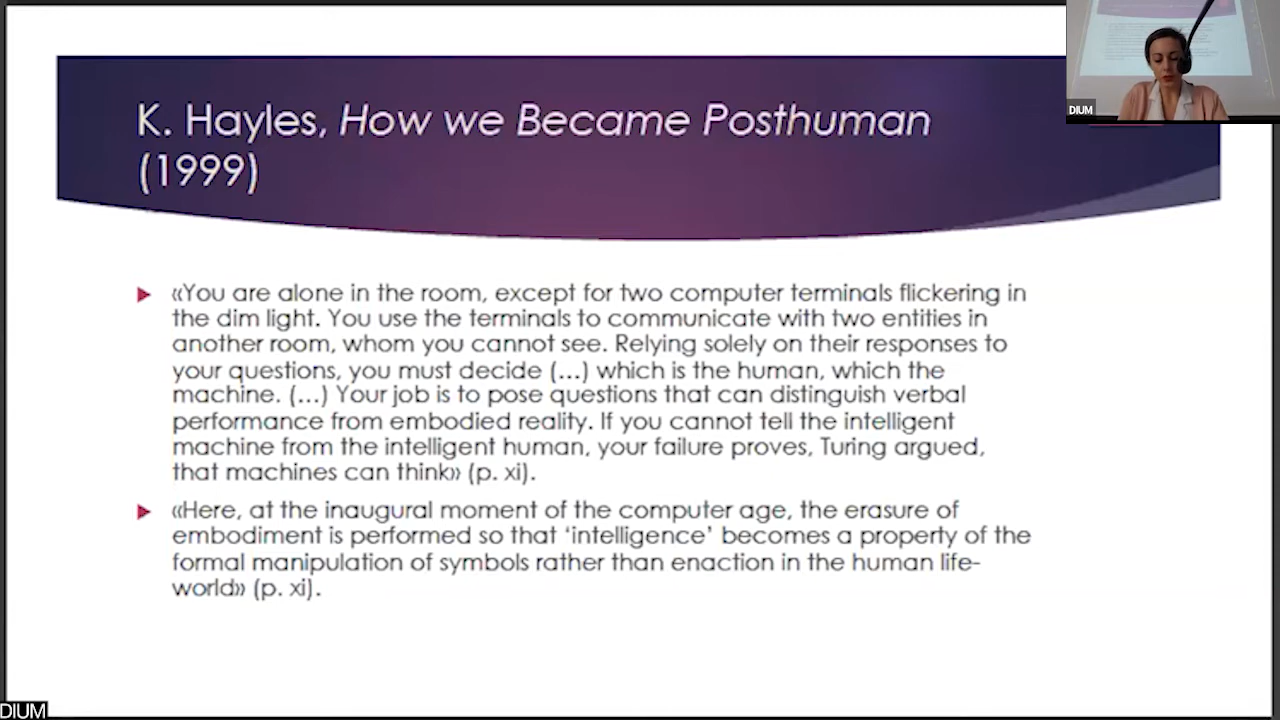 K. Hayles, How we Became Posthuman
(1999)
DIUM
«You are alone in the room, except for two computer terminals flickering in
the dim light. You use the terminals to communicate with two entities in
another room, whom you cannot see. Relying solely on their responses to
your questions, you must decide (…) which is the human, which the
machine. (…) Your job is to pose questions that can distinguish verbal
performance from embodied reality. If you cannot tell the intelligent
machine from the intelligent human, your failure proves, Turing argued,
that machines can think» (p. xi).
«Here, at the inaugural moment of the computer age, the erasure of
embodiment is performed so that ‘intelligence’ becomes a property of the
formal manipulation of symbols rather than enaction in the human life-
world» (p. xi).
DIUM